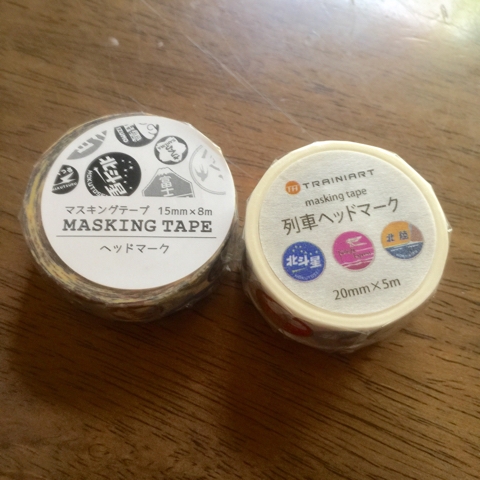 北斗星
富士
マスキングテープ 15mm×8m
MASKING TAPE
ヘッドマーク
TRAINIART
masking tape
列車ヘッドマーク
北斗星
北陸
20mm×5m